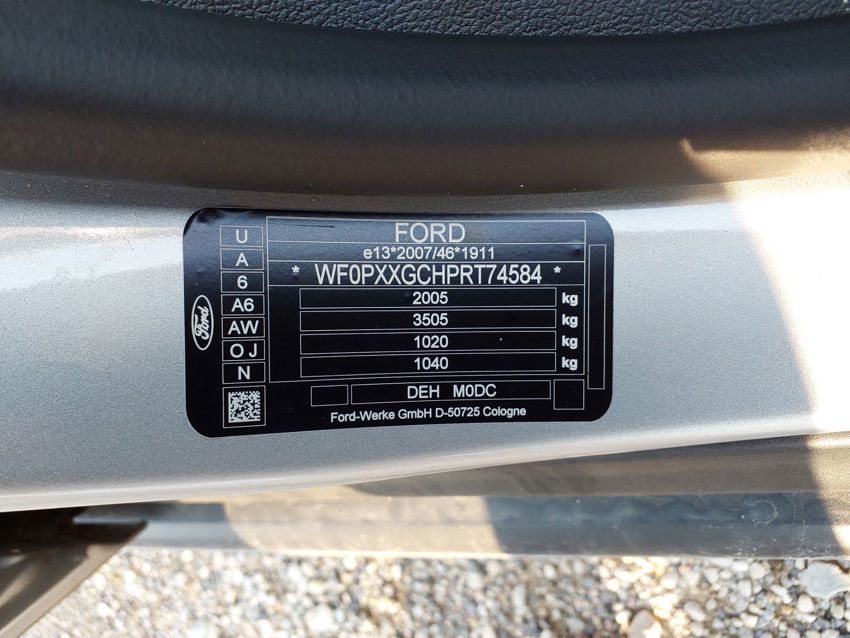 FORD
e13*2007/46*1911
* WF0PXXGCHPRT74584 *
2005 kg
3505 kg
1020 kg
1040 kg
U
A
6
A6
AW
O J
N
Ford
DEH M0DC
Ford-Werke GmbH D-50725 Cologne